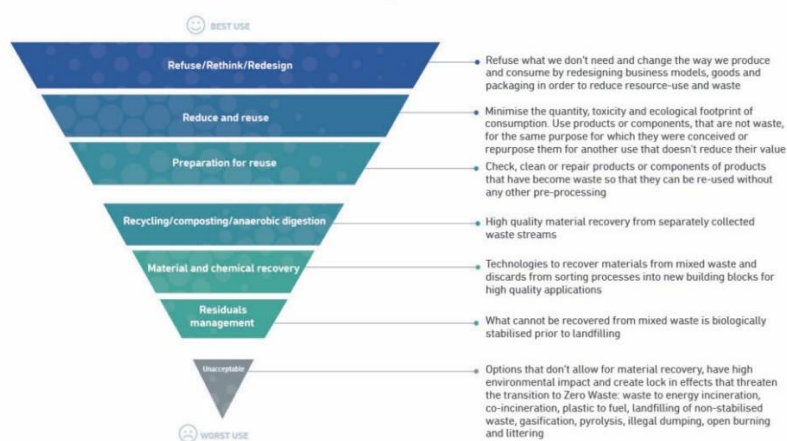 BEST USE
Refuse/Rethink/Redesign
Refuse what we don't need and change the way we produce
and consume by redesigning business models, goods and
packaging in order to reduce resource-use and waste
Reduce and reuse
Minimise the quantity, toxicity and ecological footprint of
consumption. Use products or components, that are not waste,
for the same purpose for which they were conceived or
repurpose them for another use that doesn't reduce their value
Preparation for reuse
Check, clean or repair products or components of products
that have become waste so that they can be re-used without
any other pre-processing
Recycling/composting/anaerobic digestion
High quality material recovery from separately collected
waste streams
Material and chemical recovery
Technologies to recover materials from mixed waste and
discards from sorting processes into new building blocks for
high quality applications
Residuals
management
What cannot be recovered from mixed waste is biologically
stabilised prior to landfilling
Unacceptable
Options that don't allow for material recovery, have high
environmental impact and create lock in effects that threaten
the transition to Zero Waste: waste to energy incineration,
co-incineration, plastic to fuel, landfilling of non-stabilised
waste, gasification, pyrolysis, illegal dumping, open burning
and littering
WORST USE